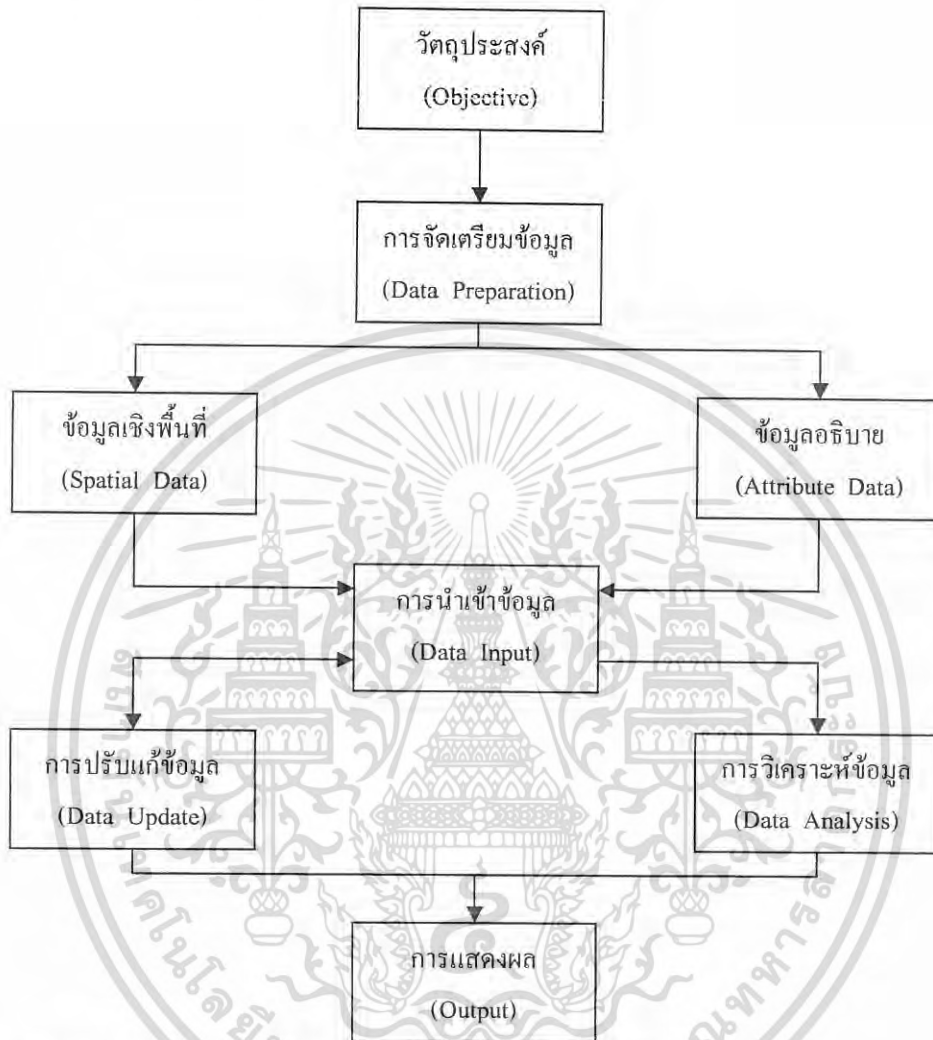 วัตถุประสงค์
(Objective)
การจัดเตรียมข้อมูล
(Data Preparation)
ข้อมูลเชิงพื้นที่
(Spatial Data)
ข้อมูลอธิบาย
(Attribute Data)
การนำเข้าข้อมูล
(Data Input)
การปรับแก้ข้อมูล
(Data Update)
การวิเคราะห์ข้อมูล
(Data Analysis)
การแสดงผล
(Output)